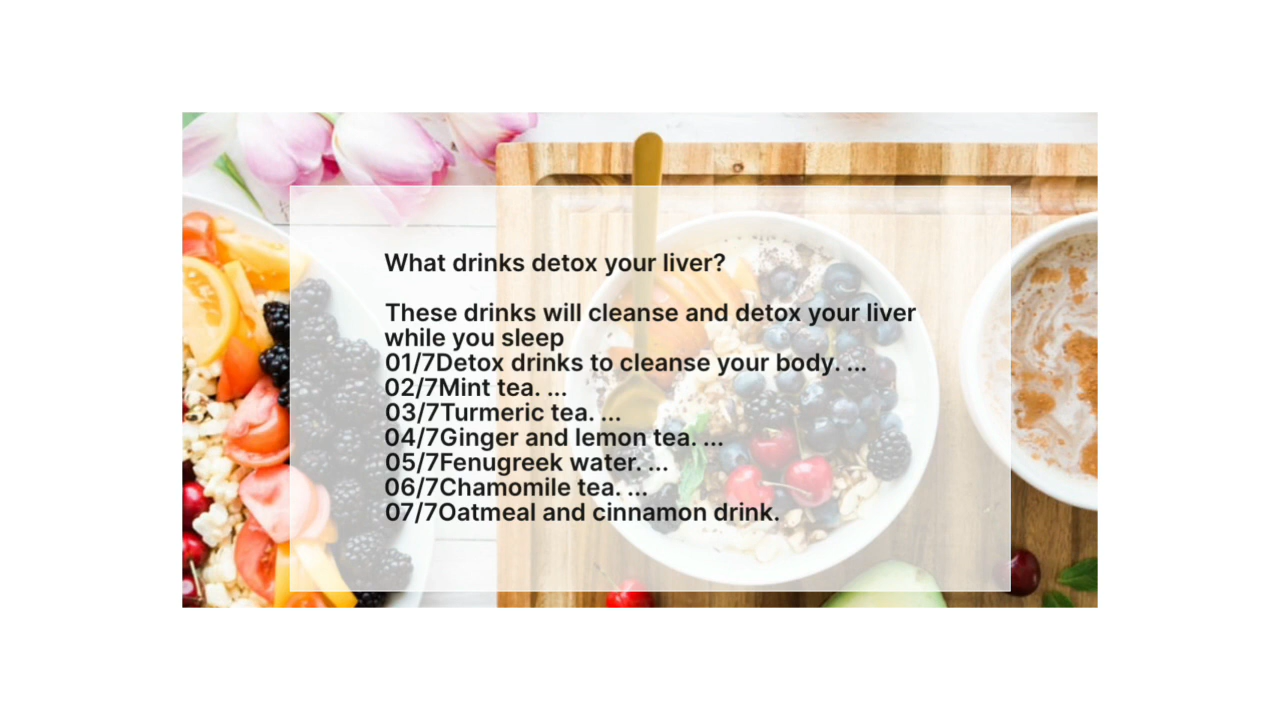 What drinks detox your liver?
These drinks will cleanse and detox your liver
while you sleep
01/7Detox drinks to cleanse your body. ...
02/7Mint tea. ...
03/7Turmeric tea. ...
04/7Ginger and lemon tea. ...
05/7Fenugreek water. ...
06/7Chamomile tea. ...
07/7Oatmeal and cinnamon drink.